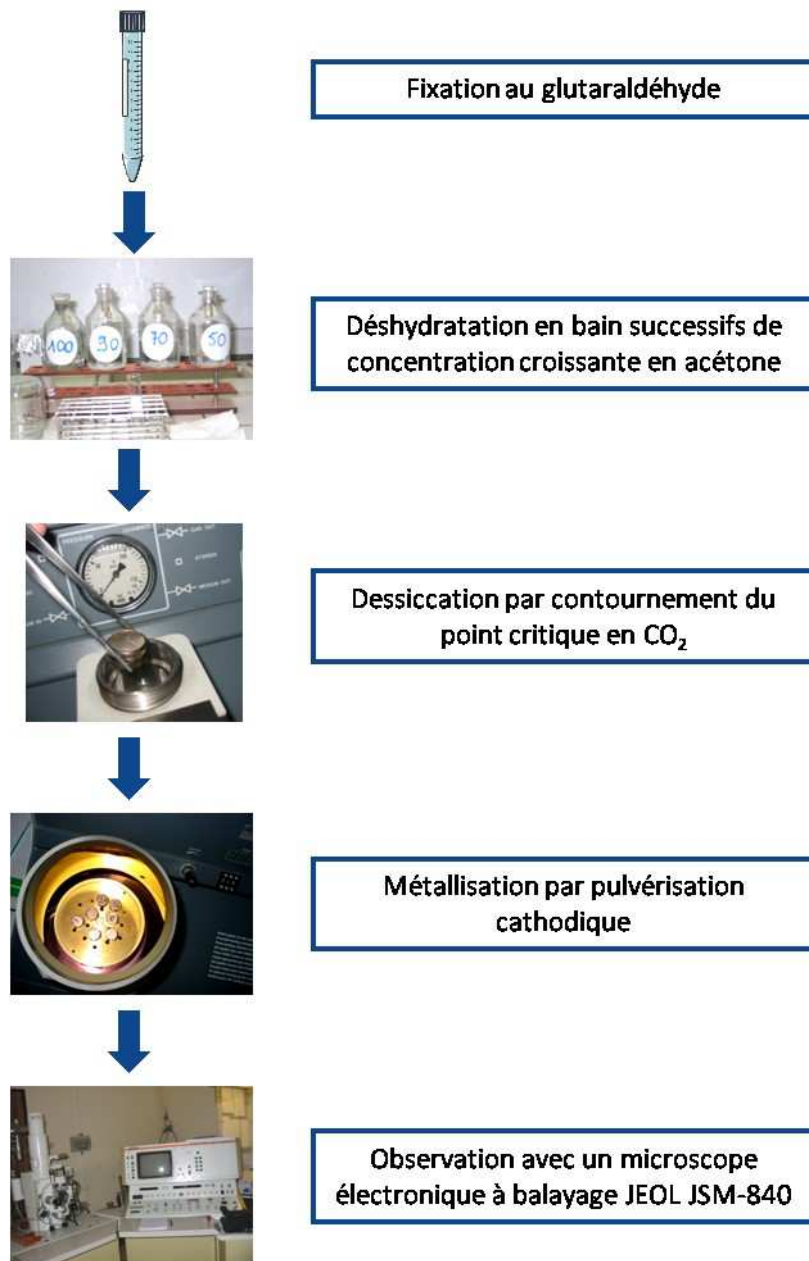 Fixation au glutaraldéhyde
100 90 70 50
Déshydratation en bain successifs de
concentration croissante en acétone
Dessiccation par contournement du
point critique en CO₂
Métallisation par pulvérisation
cathodique
Observation avec un microscope
électronique à balayage JEOL JSM-840